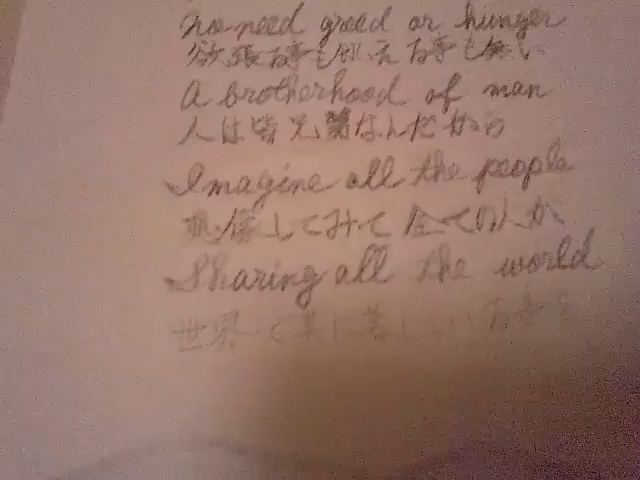 no need greed or hunger
欲張る事も飢える事も無い
A brotherhood of man
人は皆兄弟なんだから
Imagine all the people
想像してみて全ての人が
Sharing all the world
世界